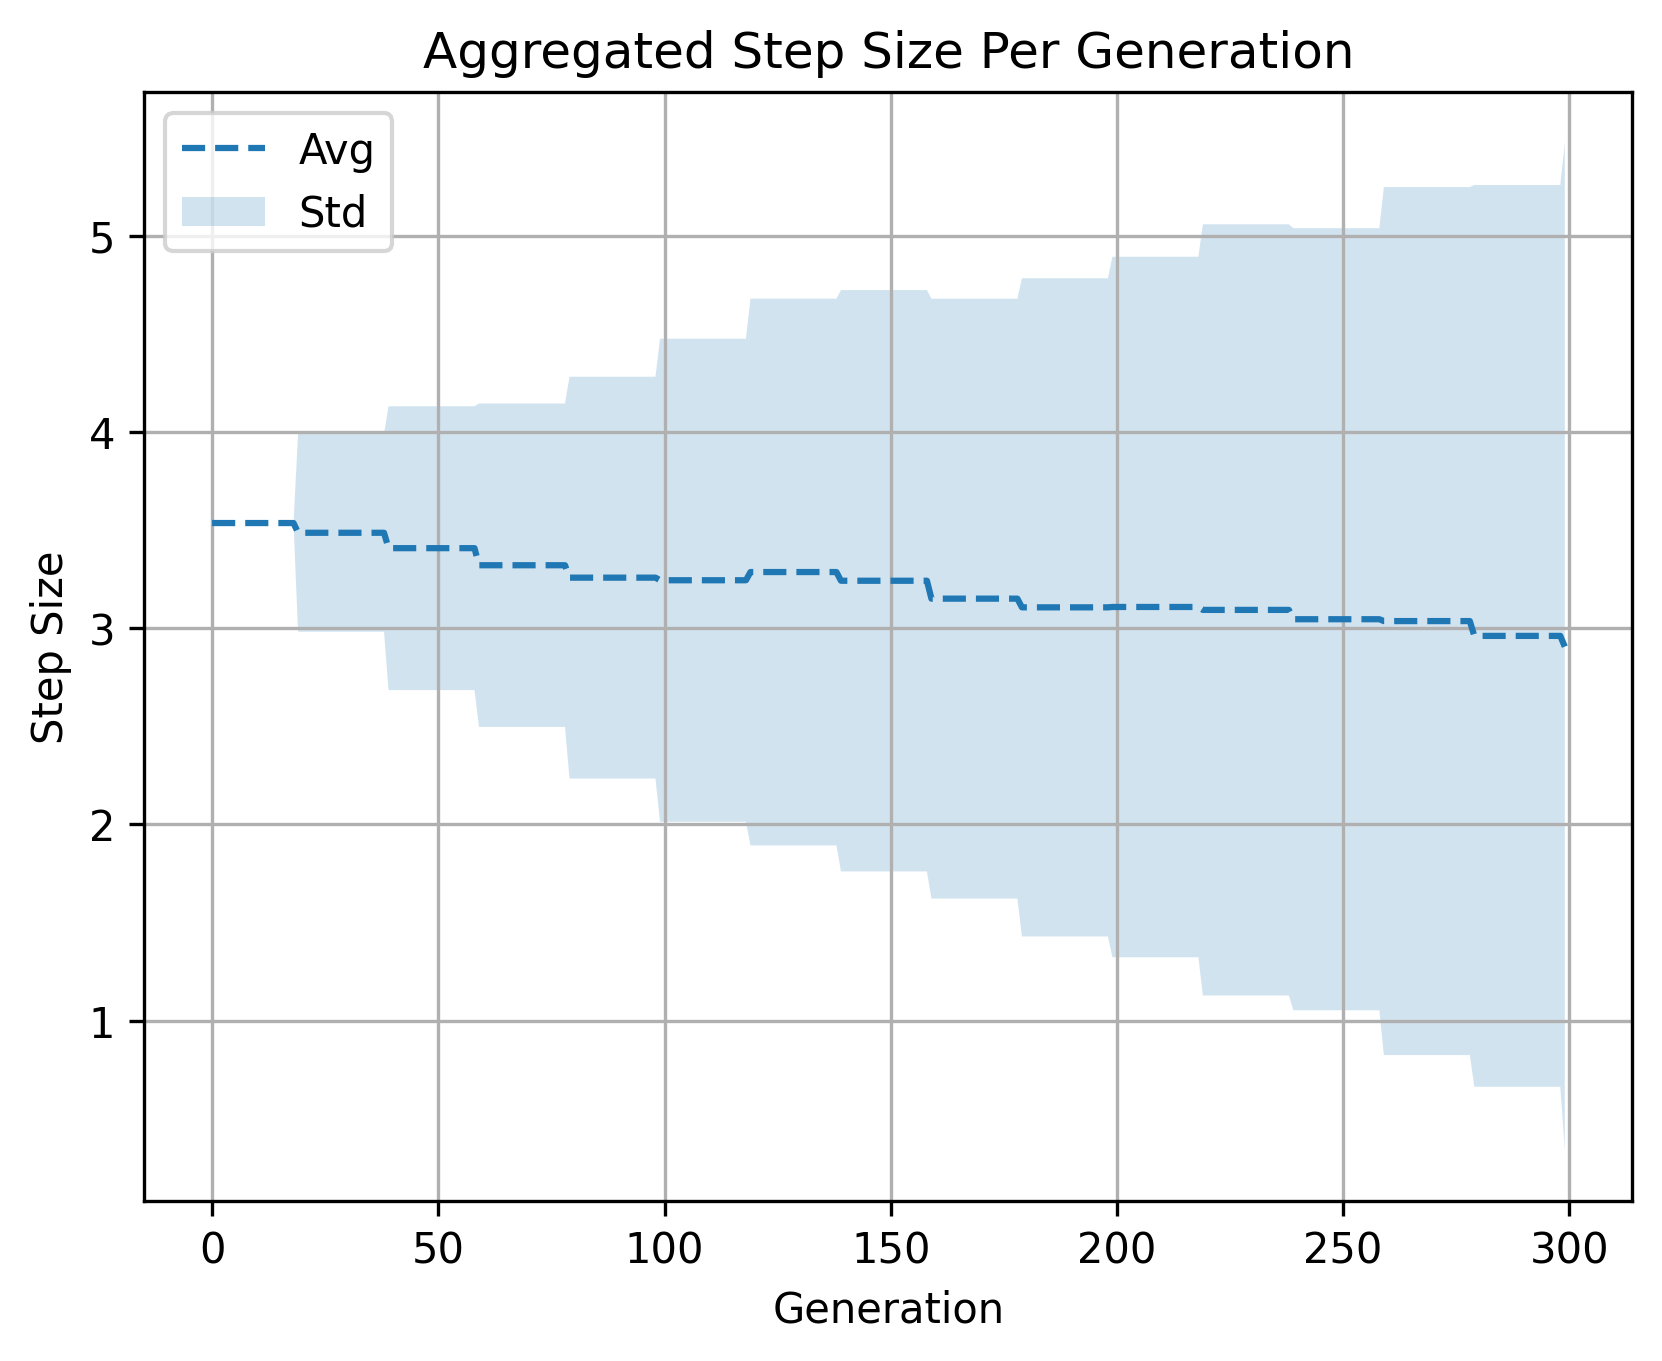 Aggregated Step Size Per Generation
Avg
Std
5
4
3
2
1
Step Size
0 50 100 150 200 250 300
Generation